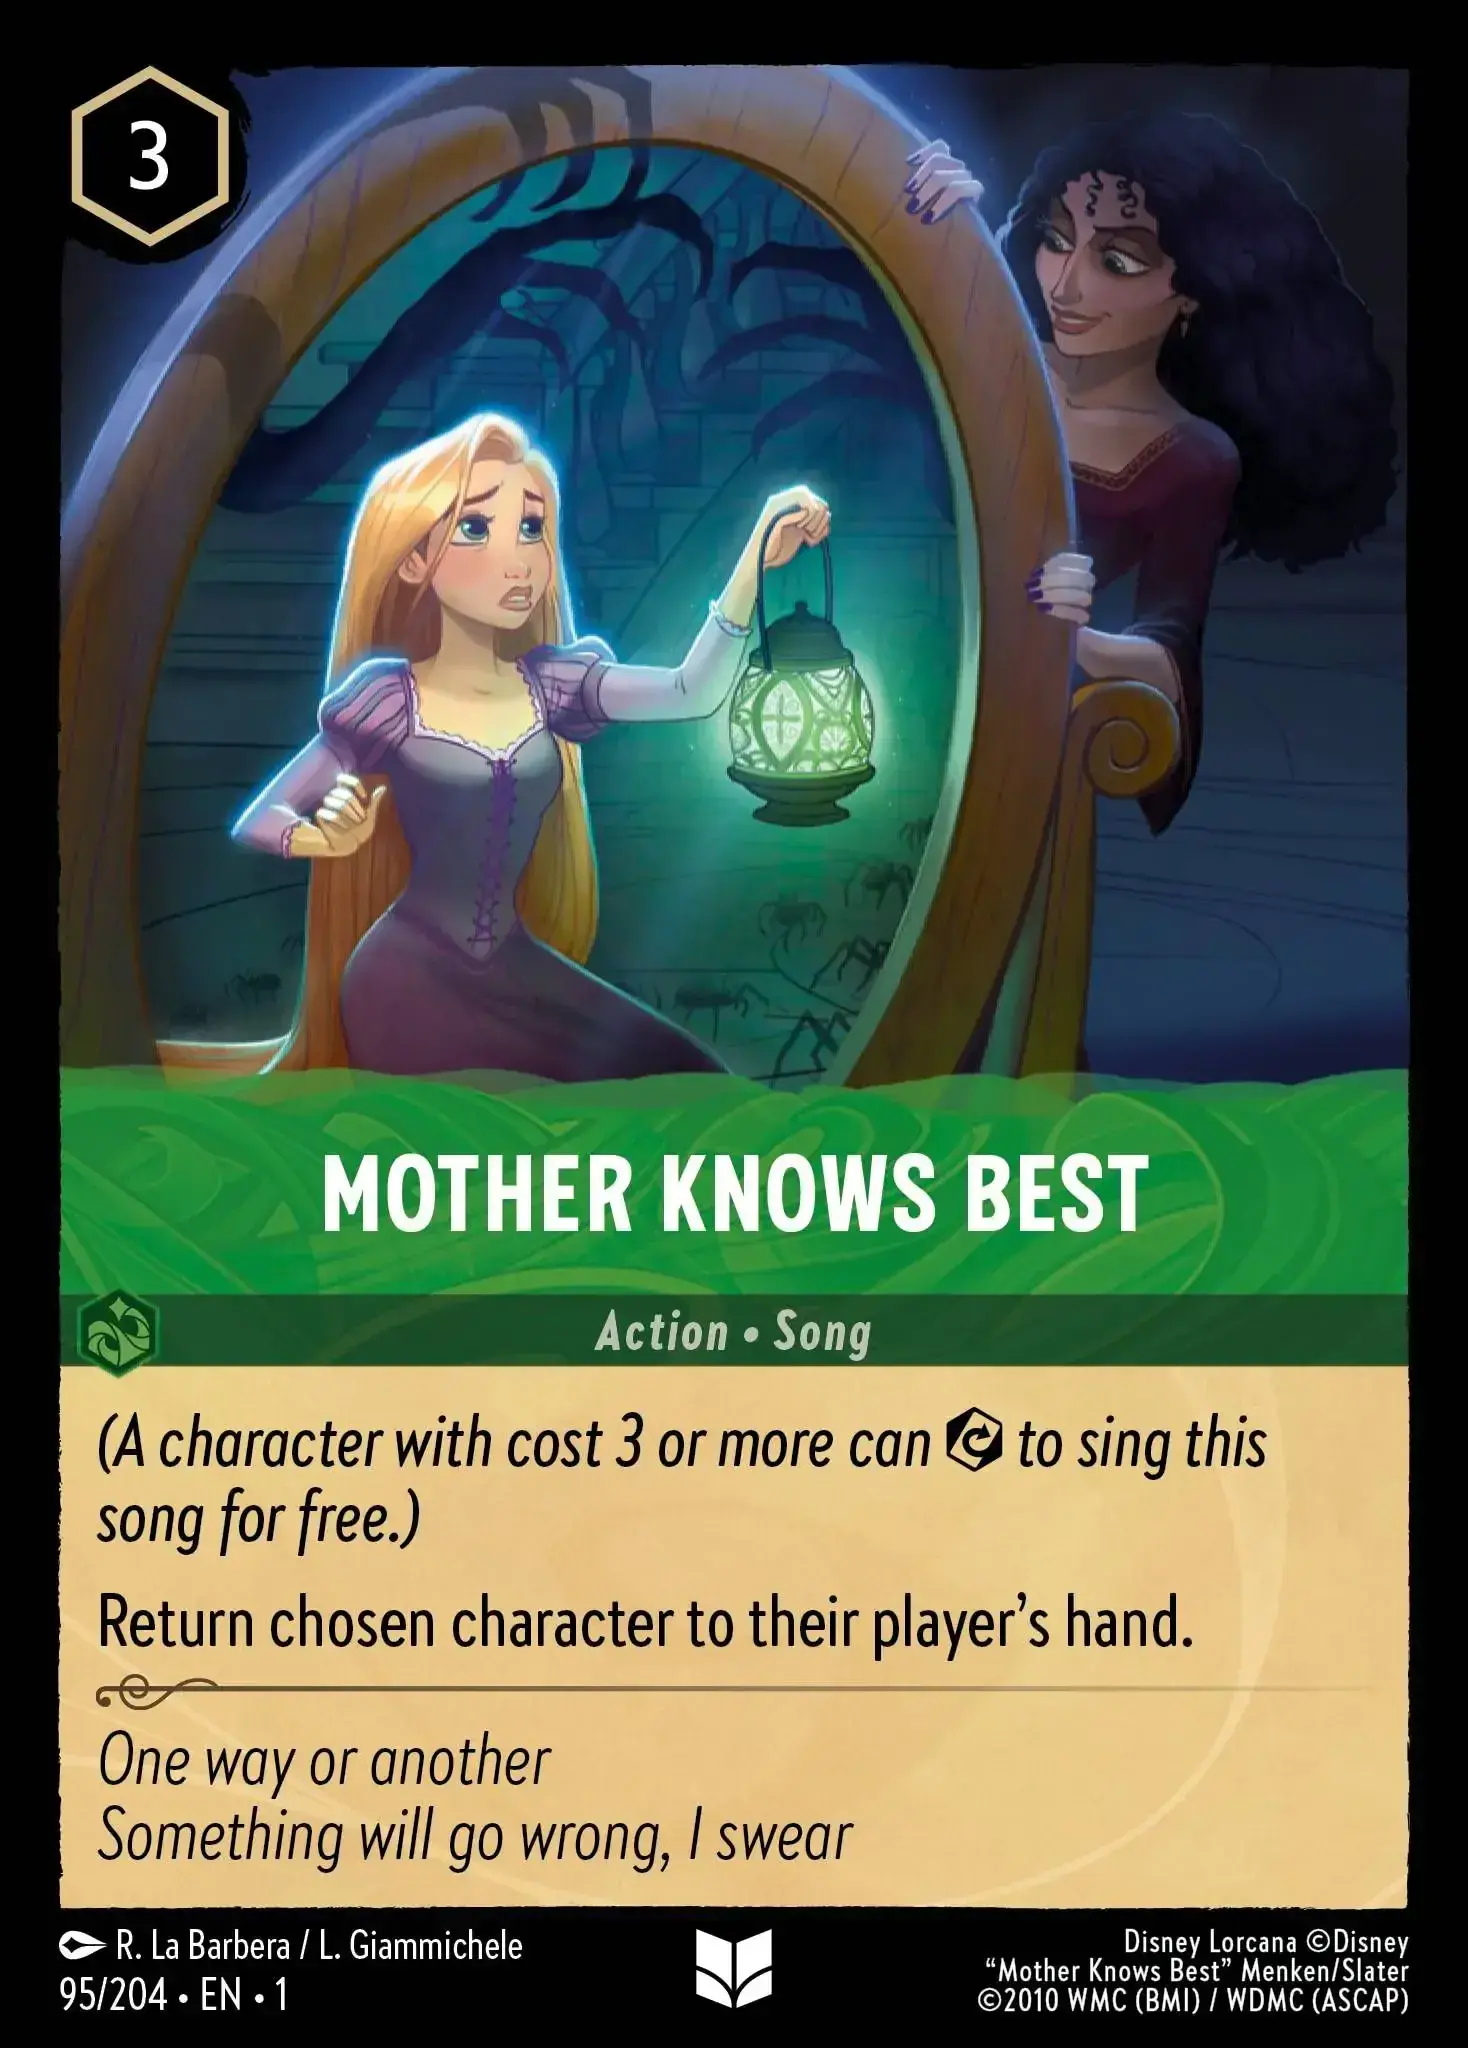 3
MOTHER KNOWS BEST
Action • Song
(A character with cost 3 or more can to sing this
song for free.)
Return chosen character to their player’s hand.
One way or another
Something will go wrong, I swear
R. La Barbera / L. Giammichele
95/204 • EN • 1
Disney Lorcana ©Disney
“Mother Knows Best” Menken/Slater
©2010 WMC (BMI) / WDMC (ASCAP)